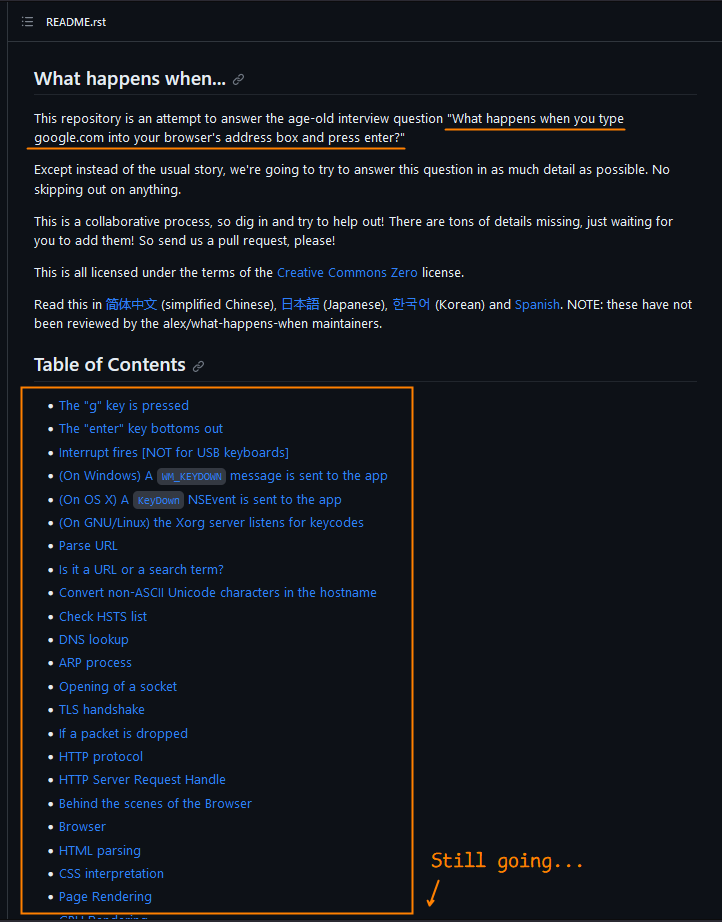 README.rst
What happens when...
This repository is an attempt to answer the age-old interview question "What happens when you type
google.com into your browser's address box and press enter?"
Except instead of the usual story, we're going to try to answer this question in as much detail as possible. No
skipping out on anything.
This is a collaborative process, so dig in and try to help out! There are tons of details missing, just waiting for
you to add them! So send us a pull request, please!
This is all licensed under the terms of the Creative Commons Zero license.
Read this in 简体中文 (simplified Chinese), 日本語 (Japanese), 한국어 (Korean) and Spanish. NOTE: these have not
been reviewed by the alex/what-happens-when maintainers.
Table of Contents
• The "g" key is pressed
• The "enter" key bottoms out
• Interrupt fires [NOT for USB keyboards]
• (On Windows) A WM_KEYDOWN message is sent to the app
• (On OS X) A KeyDown NSEvent is sent to the app
• (On GNU/Linux) the Xorg server listens for keycodes
• Parse URL
• Is it a URL or a search term?
• Convert non-ASCII Unicode characters in the hostname
• Check HSTS list
• DNS lookup
• ARP process
• Opening of a socket
• TLS handshake
• If a packet is dropped
• HTTP protocol
• HTTP Server Request Handle
• Behind the scenes of the Browser
• Browser
• HTML parsing
• CSS interpretation
• Page Rendering
• GPU Rendering
Still going...